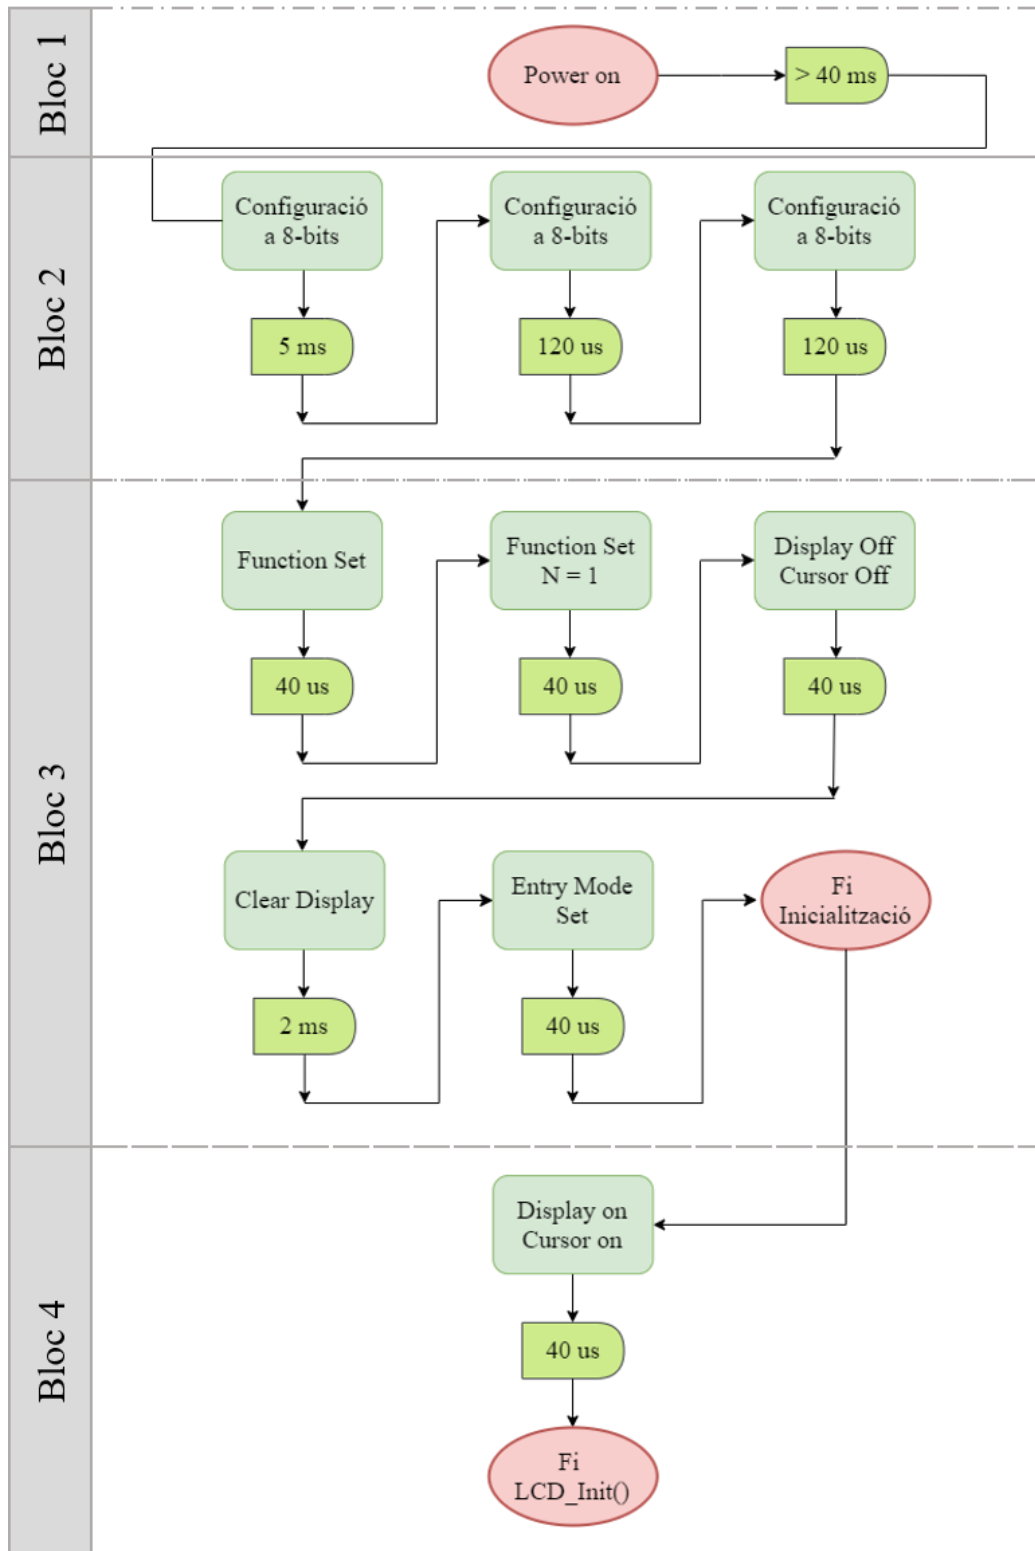 Bloc 1
Power on
> 40 ms
Bloc 2
Configuració
a 8-bits
Configuració
a 8-bits
Configuració
a 8-bits
5 ms
120 us
120 us
Bloc 3
Function Set
Function Set
N = 1
Display Off
Cursor Off
40 us
40 us
40 us
Clear Display
Entry Mode
Set
Fi
Inicialització
2 ms
40 us
Bloc 4
Display on
Cursor on
40 us
Fi
LCD_Init()